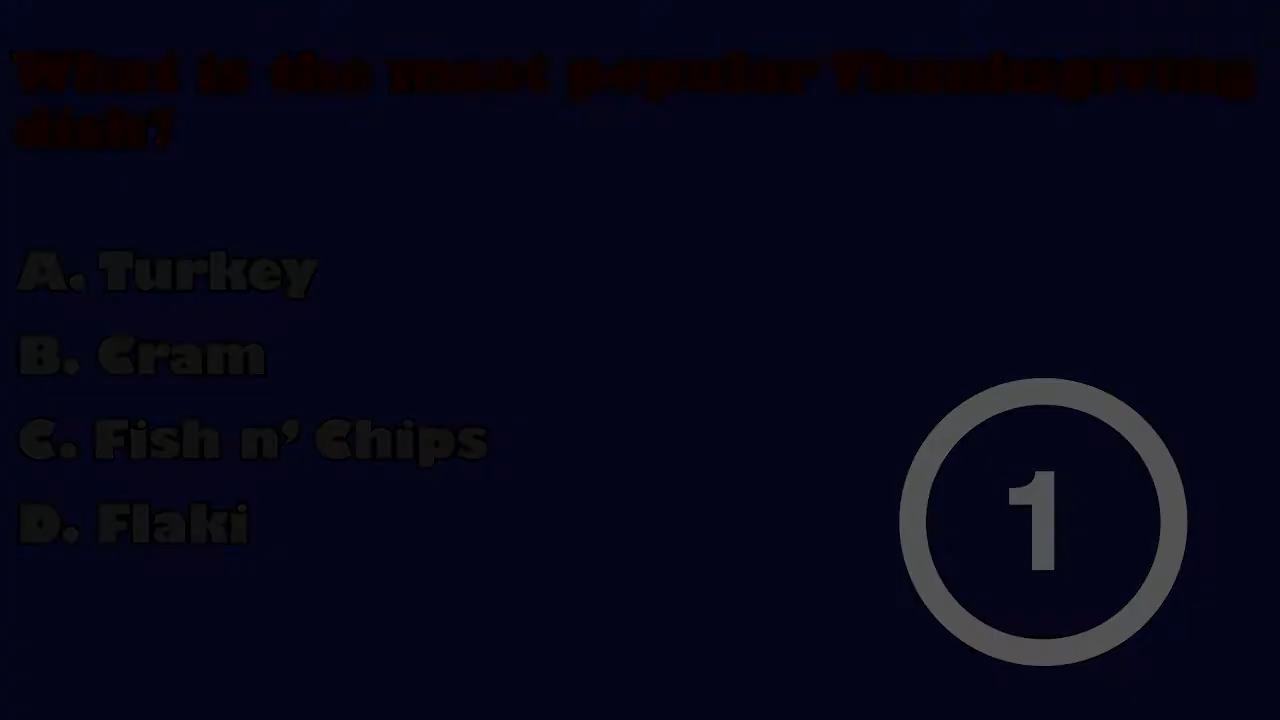 What is the most popular Thanksgiving
dish?
A. Turkey
B. Cram
C. Fish n' Chips
D. Flaki
1